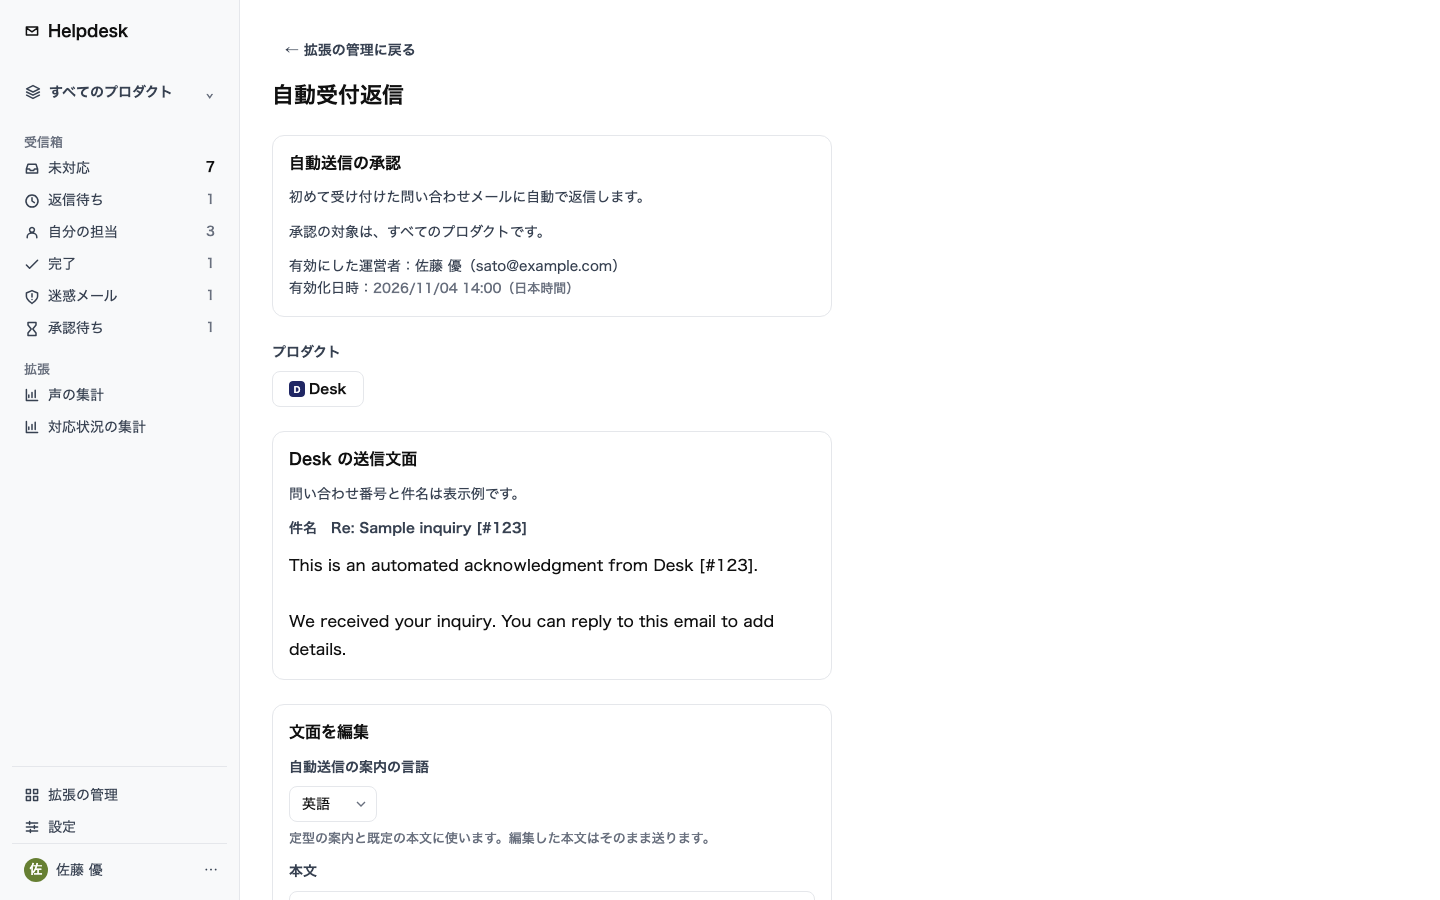 Helpdesk
すべてのプロダクト
受信箱
未対応 7
返信待ち 1
自分の担当 3
完了 1
迷惑メール 1
承認待ち 1
拡張
声の集計
対応状況の集計
拡張の管理
設定
佐 佐藤 優 …
← 拡張の管理に戻る
自動受付返信
自動送信の承認
初めて受け付けた問い合わせメールに自動で返信します。
承認の対象は、すべてのプロダクトです。
有効にした運営者：佐藤 優（sato@example.com）
有効化日時：2026/11/04 14:00（日本時間）
プロダクト
D Desk
Desk の送信文面
問い合わせ番号と件名は表示例です。
件名 Re: Sample inquiry [#123]
This is an automated acknowledgment from Desk [#123].
We received your inquiry. You can reply to this email to add
details.
文面を編集
自動送信の案内の言語
英語
定型の案内と既定の本文に使います。編集した本文はそのまま送ります。
本文